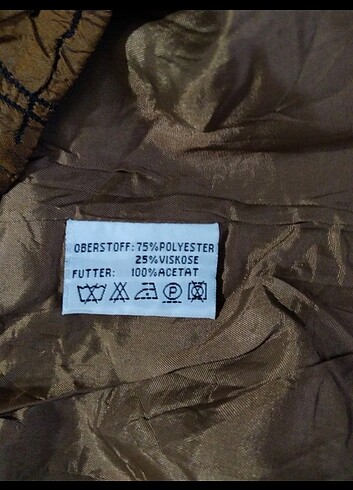 OBERSTOFF: 75%POLYESTER
25%VISKOSE
FUTTER: 100%ACETAT
P